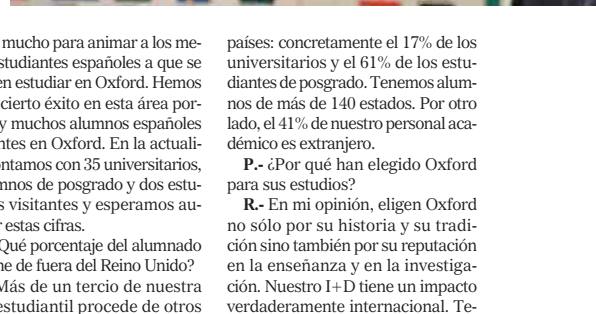 mucho para animar a los me-
studiantes españoles a que se
en estudiar en Oxford. Hemos
cierto éxito en esta área por-
y muchos alumnos españoles
ntes en Oxford. En la actuali-
ntamos con 35 universitarios,
mnos de posgrado y dos estu-
s visitantes y esperamos au-
r estas cifras.
Qué porcentaje del alumnado
ne de fuera del Reino Unido?
Más de un tercio de nuestra
estudiantil procede de otros
países: concretamente el 17% de los
universitarios y el 61% de los estu-
diantes de posgrado. Tenemos alum-
nos de más de 140 estados. Por otro
lado, el 41% de nuestro personal aca-
démico es extranjero.
P.- ¿Por qué han elegido Oxford
para sus estudios?
R.- En mi opinión, eligen Oxford
no sólo por su historia y su tradi-
ción sino también por su reputación
en la enseñanza y en la investiga-
ción. Nuestro I+D tiene un impacto
verdaderamente internacional. Te-